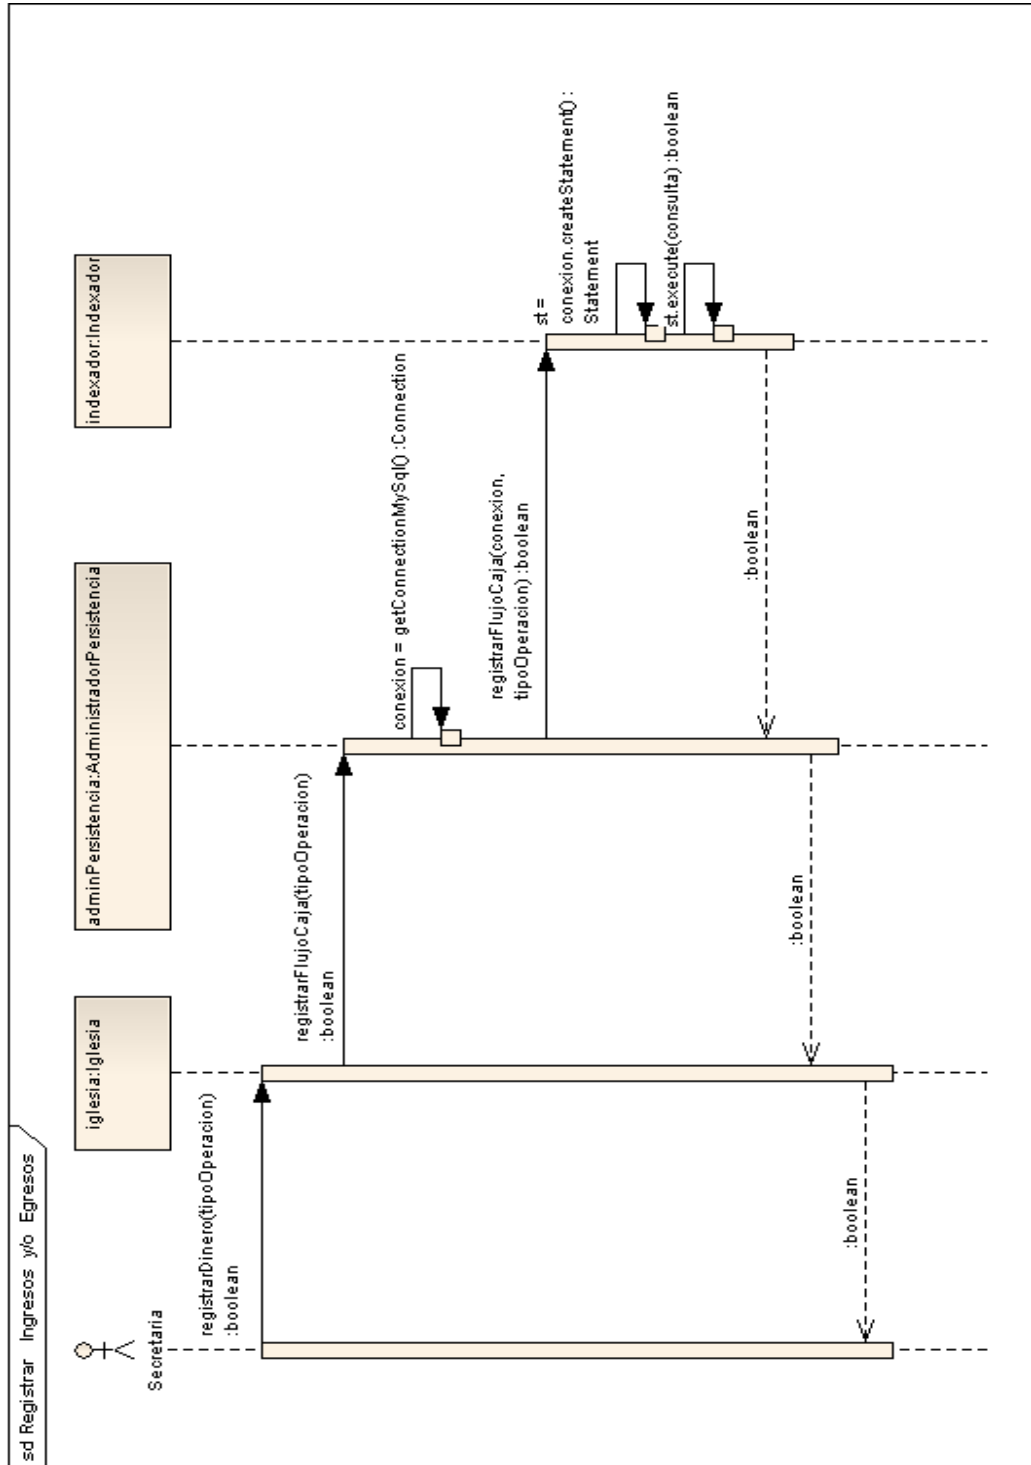 sd Registrar Ingresos y/o Egresos
Secretaria
iglesia:Iglesia
adminPersistencia:AdministradorPersistencia
indexador:Indexador
registrarDinero(tipoOperacion)
:boolean
registrarFlujoCaja(tipoOperacion)
:boolean
conexion = getConnectionMySql() :Connection
registrarFlujoCaja(conexion,
tipoOperacion) :boolean
st =
conexion.createStatement() :
Statement
st.execute(consulta) :boolean
:boolean
:boolean
:boolean